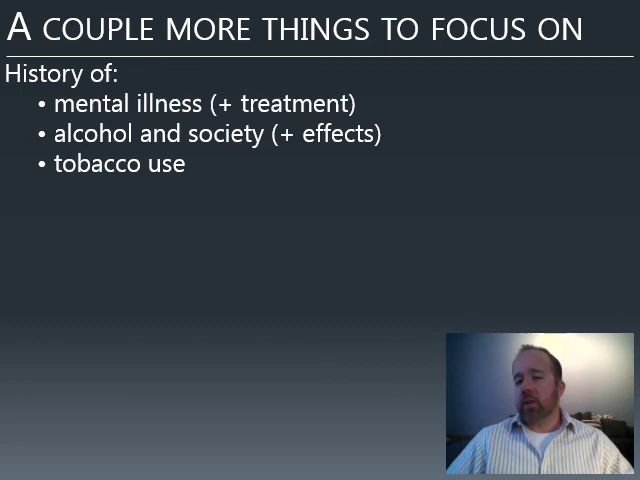 A COUPLE MORE THINGS TO FOCUS ON
History of:
• mental illness (+ treatment)
• alcohol and society (+ effects)
• tobacco use